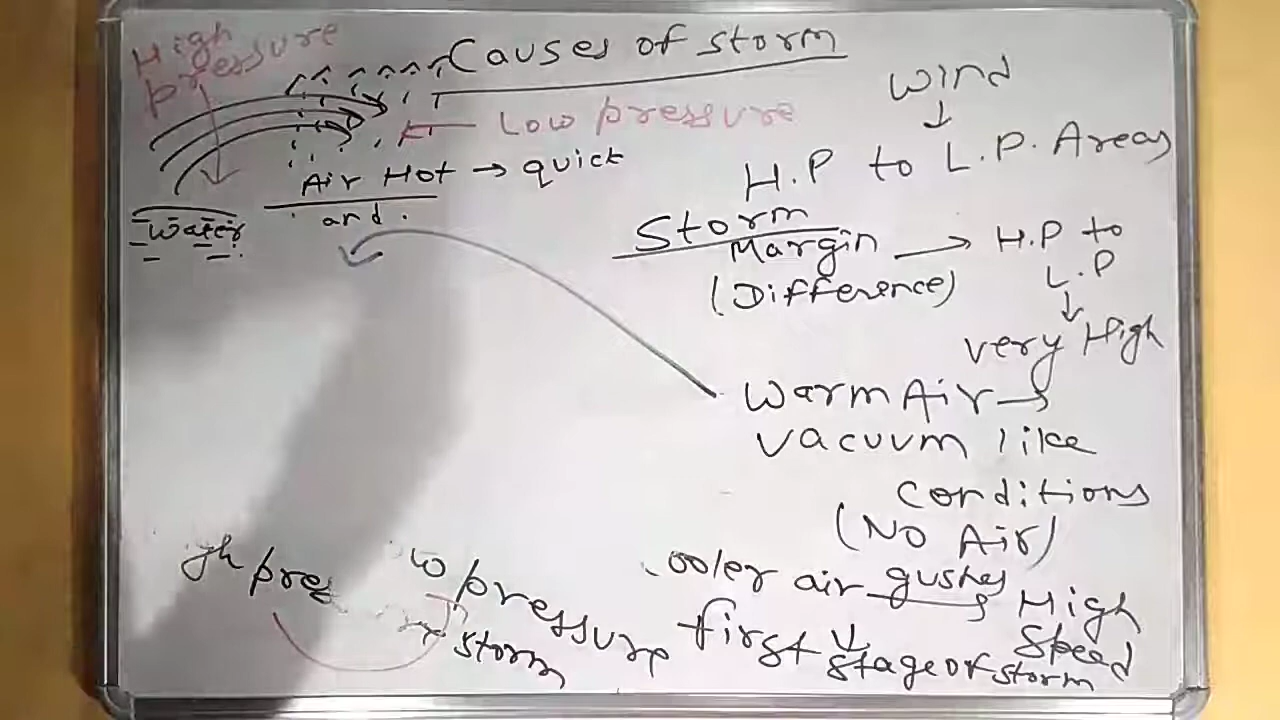 High
pressure
Causes of storm
Low pressure
Air Hot → quick
and
water
wind
↓
H.P to L.P. Areas
Storm
Margin → H.P to
L.P
(Difference)
↓
very High
warm Air →
vacuum like
conditions
(No Air)
gh pres
w pressure
storm
ooler air gushes → High
speed
first ↓
stage of storm